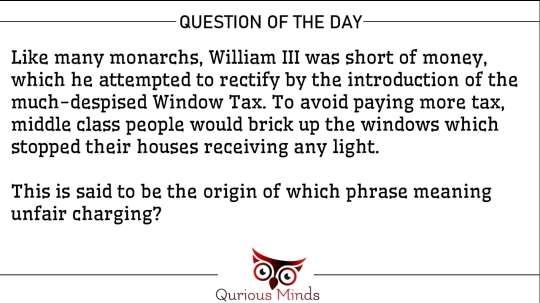 QUESTION OF THE DAY
Like many monarchs, William III was short of money,
which he attempted to rectify by the introduction of the
much-despised Window Tax. To avoid paying more tax,
middle class people would brick up the windows which
stopped their houses receiving any light.
This is said to be the origin of which phrase meaning
unfair charging?
Qurious Minds